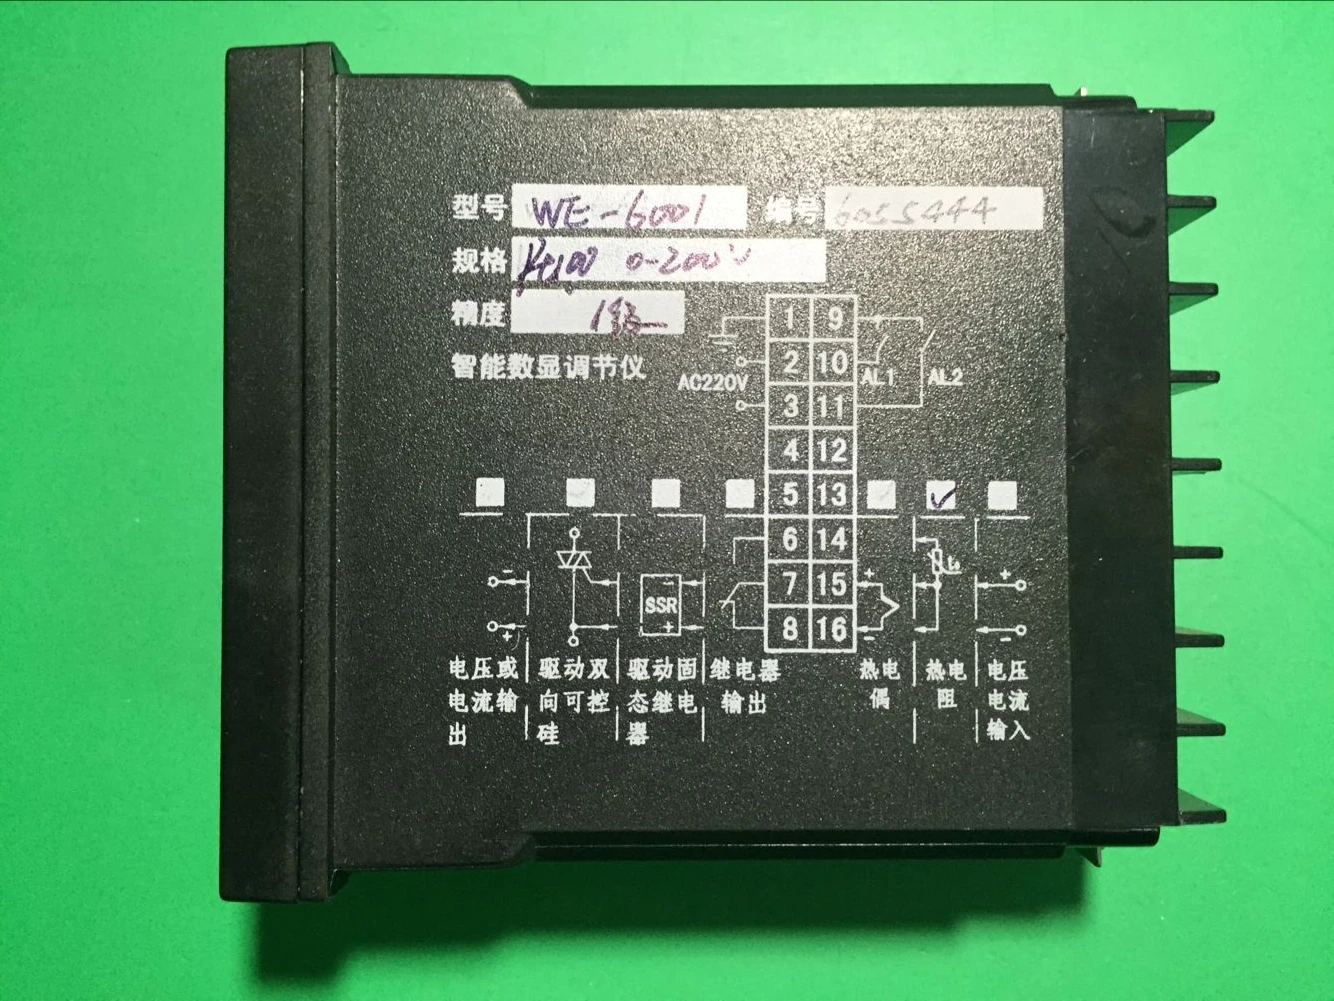 型号 WE-6001 编号 6055444
规格 Pt100 0-200℃
精度 1级
智能数显调节仪
AC220V
1 9
2 10
3 11
4 12
5 13
6 14
7 15
8 16
AL1 AL2
- +
SSR
- +
+ -
t°
+ -
电压或
电流输
出
驱动双
向可控
硅
驱动固
态继电
器
继电器
输出
热电
偶
热电
阻
电压
电流
输入